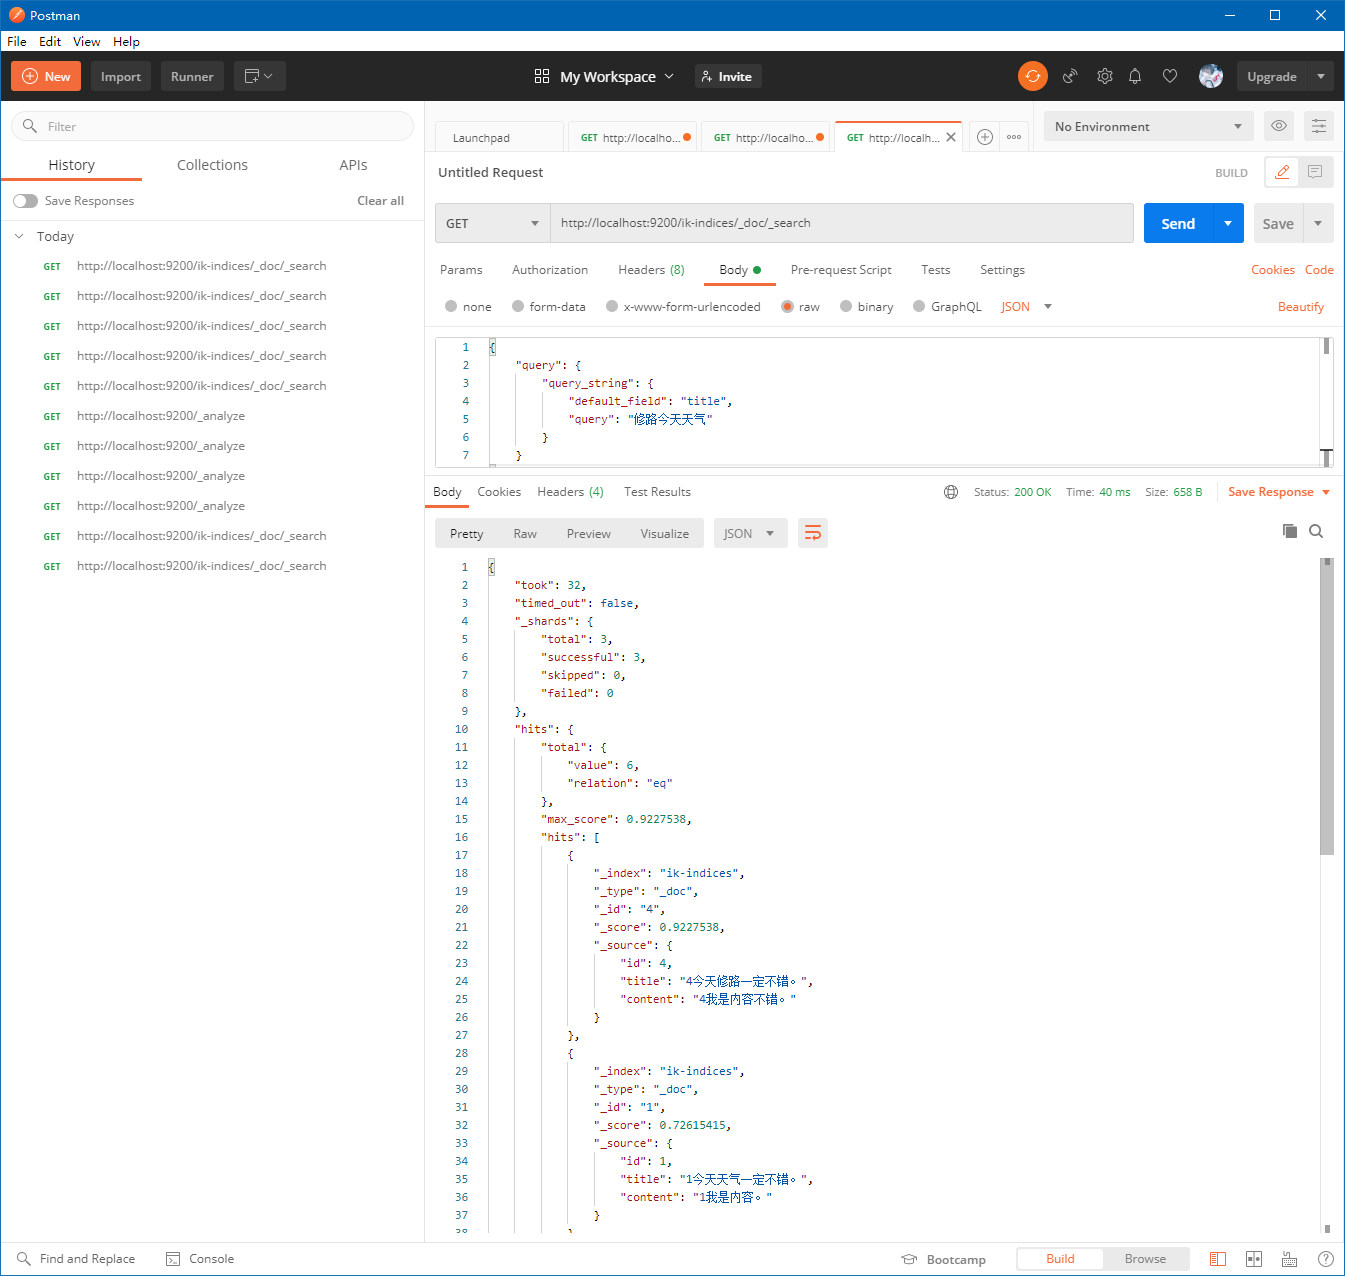 Postman
File Edit View Help
New Import Runner My Workspace Invite Upgrade
Filter
History Collections APIs
Save Responses Clear all
Today
GET http://localhost:9200/ik-indices/_doc/_search
GET http://localhost:9200/ik-indices/_doc/_search
GET http://localhost:9200/ik-indices/_doc/_search
GET http://localhost:9200/ik-indices/_doc/_search
GET http://localhost:9200/ik-indices/_doc/_search
GET http://localhost:9200/_analyze
GET http://localhost:9200/_analyze
GET http://localhost:9200/_analyze
GET http://localhost:9200/_analyze
GET http://localhost:9200/ik-indices/_doc/_search
GET http://localhost:9200/ik-indices/_doc/_search
Launchpad GET http://localho... GET http://localho... GET http://localh... No Environment
Untitled Request BUILD
GET http://localhost:9200/ik-indices/_doc/_search Send Save
Params Authorization Headers (8) Body Pre-request Script Tests Settings Cookies Code
none form-data x-www-form-urlencoded raw binary GraphQL JSON Beautify
1 {
2 "query": {
3 "query_string": {
4 "default_field": "title",
5 "query": "修路今天天气"
6 }
7 }
Body Cookies Headers (4) Test Results Status: 200 OK Time: 40 ms Size: 658 B Save Response
Pretty Raw Preview Visualize JSON
1 {
2 "took": 32,
3 "timed_out": false,
4 "_shards": {
5 "total": 3,
6 "successful": 3,
7 "skipped": 0,
8 "failed": 0
9 },
10 "hits": {
11 "total": {
12 "value": 6,
13 "relation": "eq"
14 },
15 "max_score": 0.9227538,
16 "hits": [
17 {
18 "_index": "ik-indices",
19 "_type": "_doc",
20 "_id": "4",
21 "_score": 0.9227538,
22 "_source": {
23 "id": 4,
24 "title": "4今天修路一定不错。",
25 "content": "4我是内容不错。"
26 }
27 },
28 {
29 "_index": "ik-indices",
30 "_type": "_doc",
31 "_id": "1",
32 "_score": 0.72615415,
33 "_source": {
34 "id": 1,
35 "title": "1今天天气一定不错。",
36 "content": "1我是内容。"
37 }
38 }
Find and Replace Console Bootcamp Build Browse